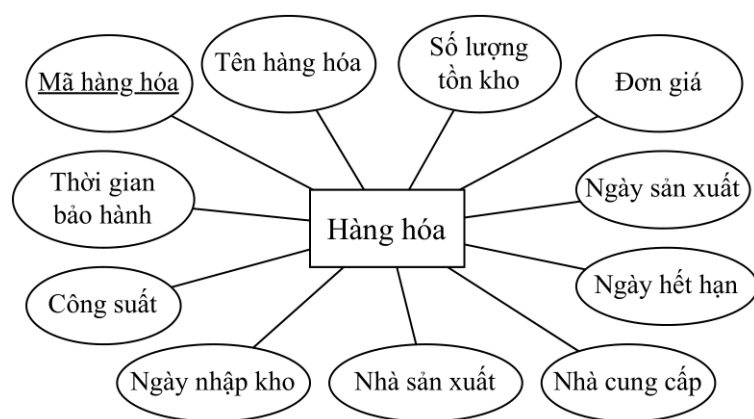 Mã hàng hóa
Tên hàng hóa
Số lượng
tồn kho
Đơn giá
Thời gian
bảo hành
Hàng hóa
Ngày sản xuất
Công suất
Ngày hết hạn
Ngày nhập kho
Nhà sản xuất
Nhà cung cấp